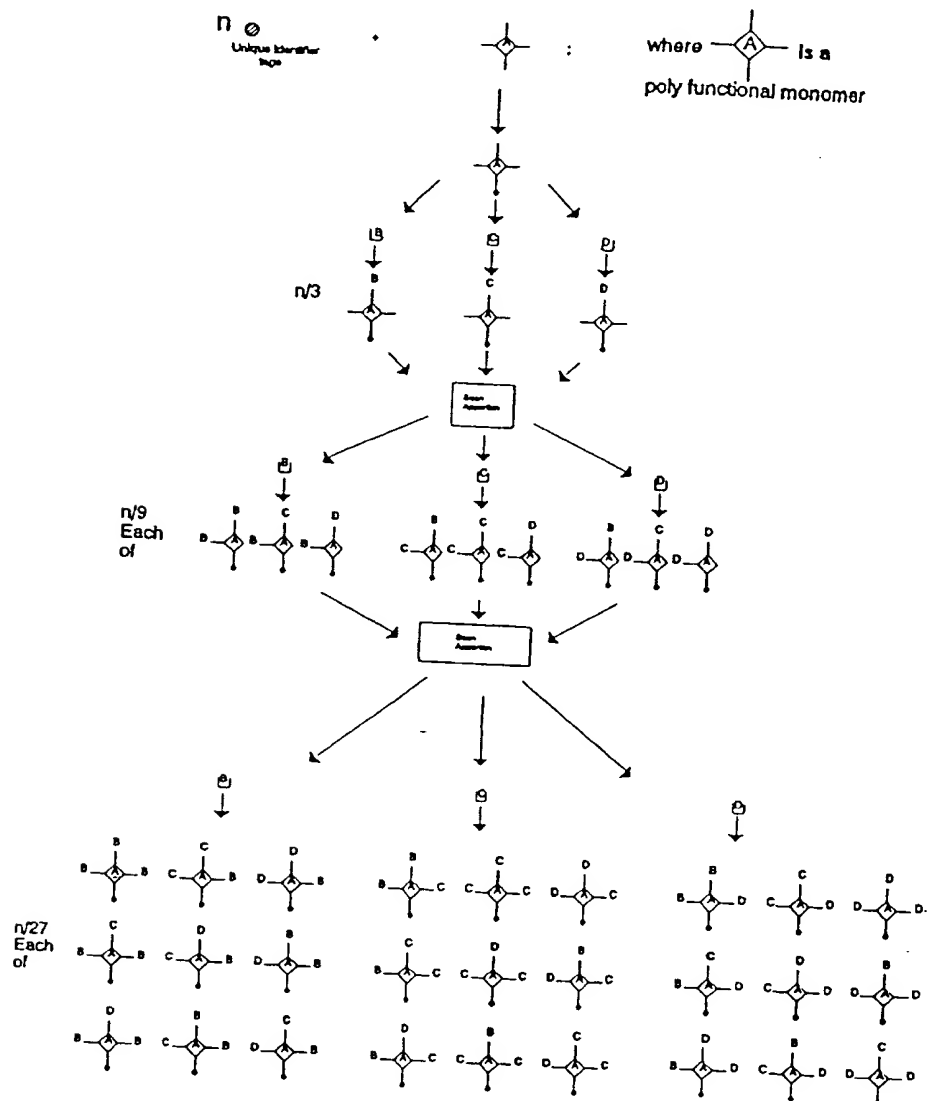 n
Unique Identifier
tags
+
A
:
where A is a
poly functional monomer
A
B C D
B C D
n/3
A A A
B C D
n/9
Each
of
B C D B C D B C D
B A B A B A C A C A C A D A D A D A
B C D
B C D B C D B C D
B A B C A B D A B B A C C A C D A C B A D C A D D A D
n/27
Each
of
C D B C D B C D B
B A B C A B D A B B A C C A C D A C B A D C A D D A D
D B C D B C D B C
B A B C A B D A B B A C C A C D A C B A D C A D D A D